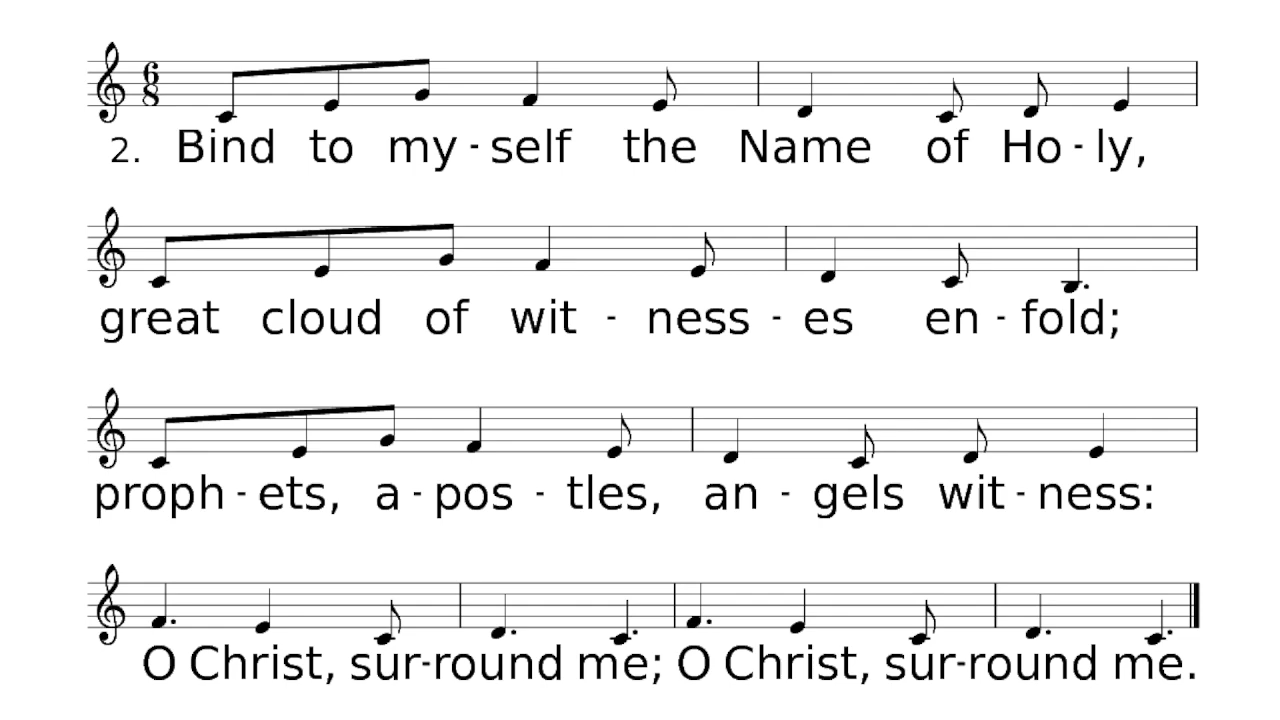 6
8
2. Bind to my - self the Name of Ho - ly,
great cloud of wit - ness - es en - fold;
proph - ets, a - pos - tles, an - gels wit - ness:
O Christ, sur-round me; O Christ, sur-round me.